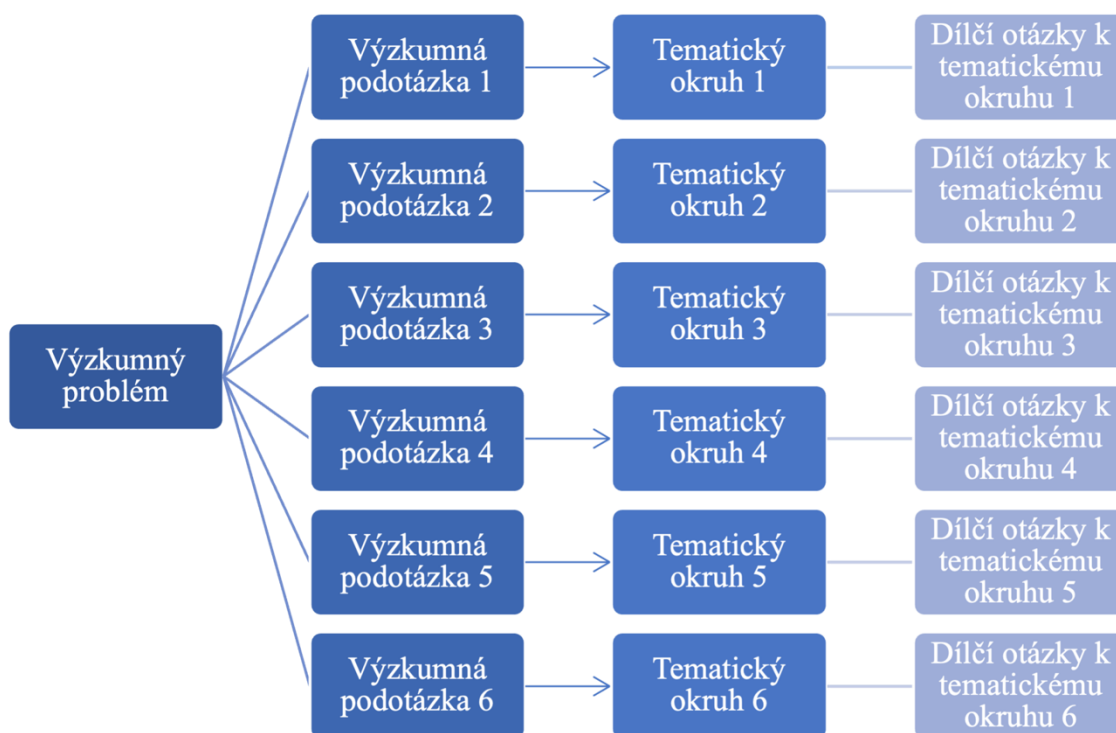 Výzkumná
podotázka 1
Tematický
okruh 1
Dílčí otázky k
tematickému
okruhu 1
Výzkumná
podotázka 2
Tematický
okruh 2
Dílčí otázky k
tematickému
okruhu 2
Výzkumná
podotázka 3
Tematický
okruh 3
Dílčí otázky k
tematickému
okruhu 3
Výzkumný
problém
Výzkumná
podotázka 4
Tematický
okruh 4
Dílčí otázky k
tematickému
okruhu 4
Výzkumná
podotázka 5
Tematický
okruh 5
Dílčí otázky k
tematickému
okruhu 5
Výzkumná
podotázka 6
Tematický
okruh 6
Dílčí otázky k
tematickému
okruhu 6